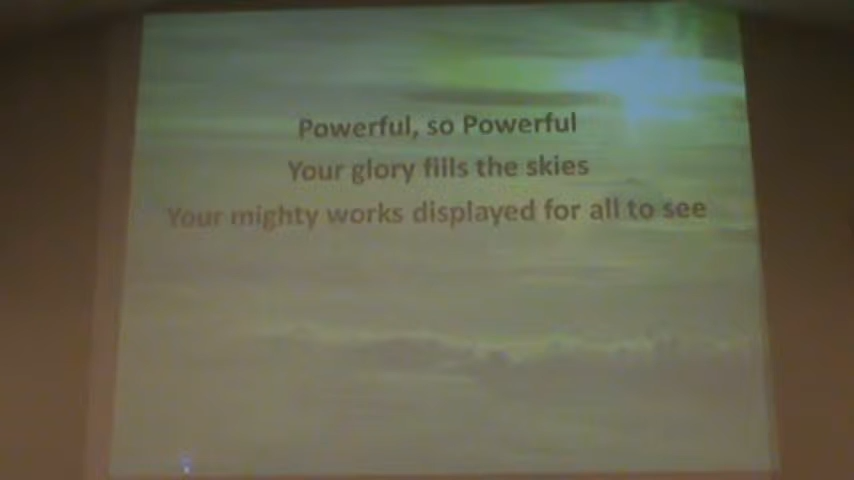 Powerful, so Powerful
Your glory fills the skies
Your mighty works displayed for all to see